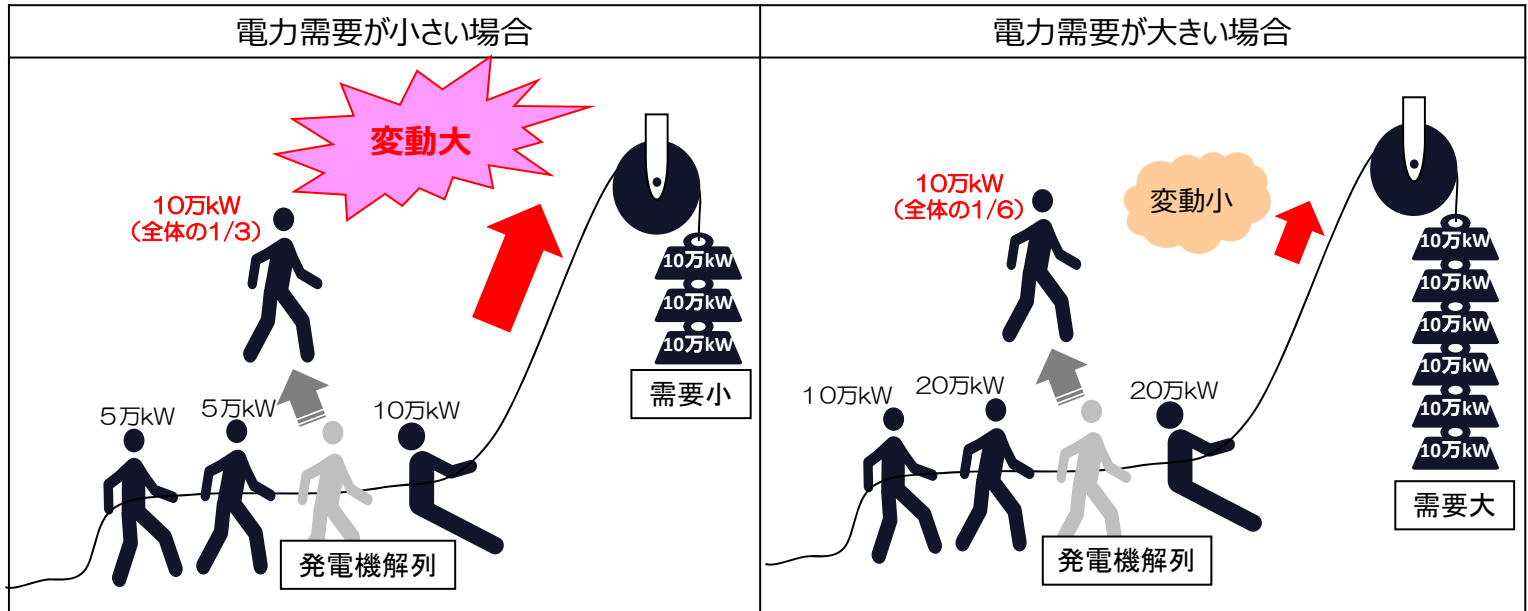 電力需要が小さい場合
変動大
10万kW
（全体の1/3）
10万kW
10万kW
10万kW
需要小
5万kW
5万kW
10万kW
発電機解列
電力需要が大きい場合
10万kW
（全体の1/6）
変動小
10万kW
10万kW
10万kW
10万kW
10万kW
10万kW
需要大
10万kW
20万kW
20万kW
発電機解列